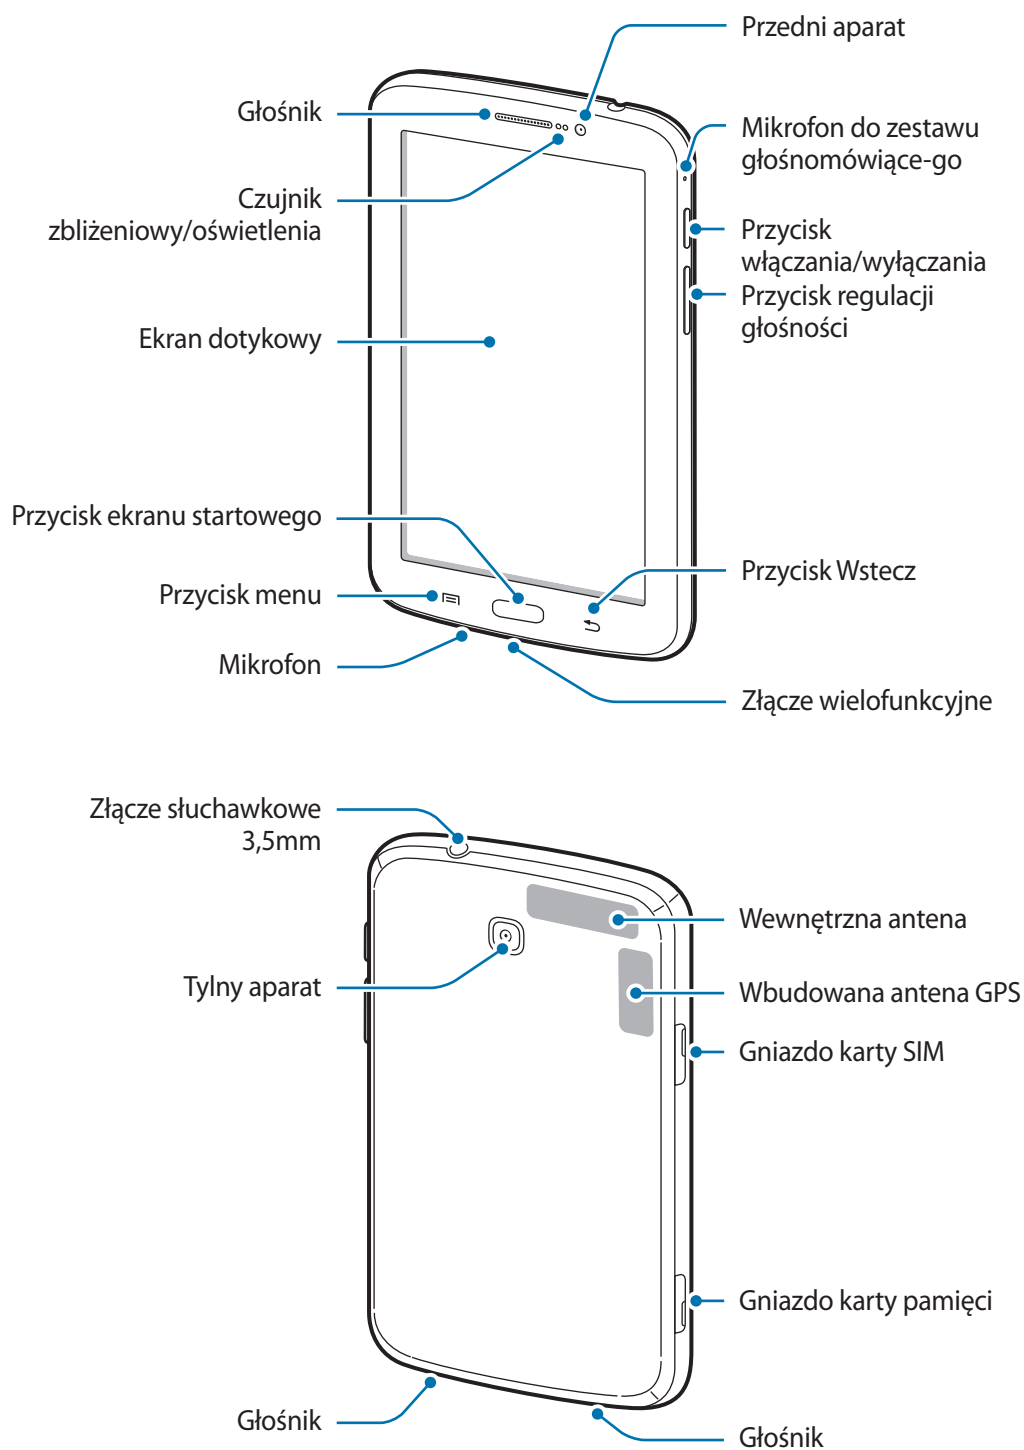 Przedni aparat
Głośnik
Mikrofon do zestawu
głośnomówiące-go
Czujnik
zbliżeniowy/oświetlenia
Przycisk
włączania/wyłączania
Przycisk regulacji
głośności
Ekran dotykowy
Przycisk ekranu startowego
Przycisk Wstecz
Przycisk menu
Mikrofon
Złącze wielofunkcyjne
Złącze słuchawkowe
3,5mm
Wewnętrzna antena
Tylny aparat
Wbudowana antena GPS
Gniazdo karty SIM
Gniazdo karty pamięci
Głośnik
Głośnik